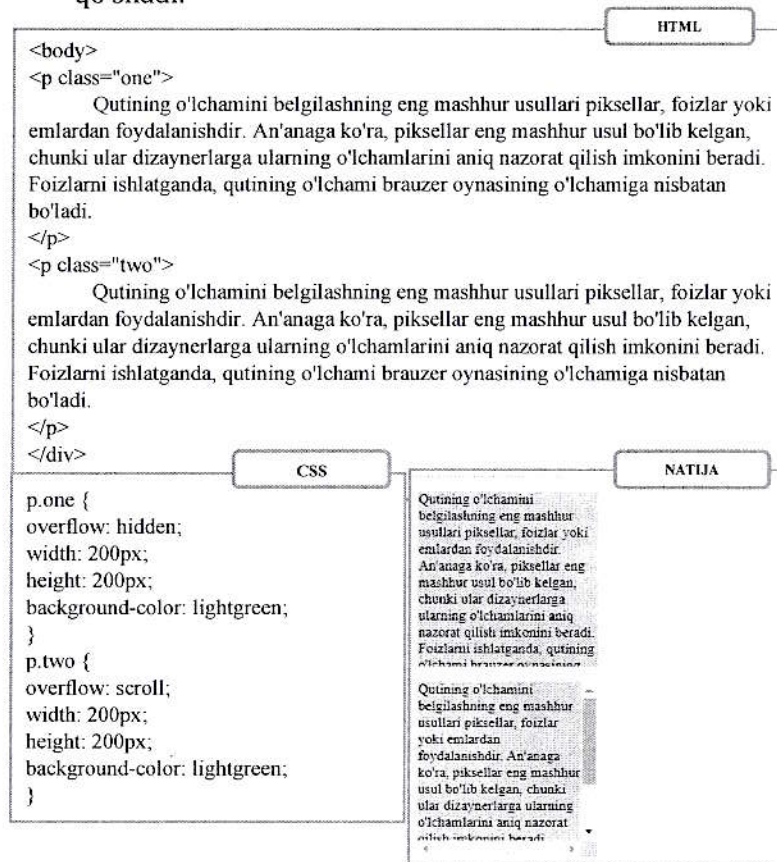 qo'shadi.
HTML
<body>
<p class="one">
Qutining o'lchamini belgilashning eng mashhur usullari piksellar, foizlar yoki
emlardan foydalanishdir. An'anaga ko'ra, piksellar eng mashhur usul bo'lib kelgan,
chunki ular dizaynerlarga ularning o'lchamlarini aniq nazorat qilish imkonini beradi.
Foizlarni ishlatganda, qutining o'lchami brauzer oynasining o'lchamiga nisbatan
bo'ladi.
</p>
<p class="two">
Qutining o'lchamini belgilashning eng mashhur usullari piksellar, foizlar yoki
emlardan foydalanishdir. An'anaga ko'ra, piksellar eng mashhur usul bo'lib kelgan,
chunki ular dizaynerlarga ularning o'lchamlarini aniq nazorat qilish imkonini beradi.
Foizlarni ishlatganda, qutining o'lchami brauzer oynasining o'lchamiga nisbatan
bo'ladi.
</p>
</div>
CSS
p.one {
overflow: hidden;
width: 200px;
height: 200px;
background-color: lightgreen;
}
p.two {
overflow: scroll;
width: 200px;
height: 200px;
background-color: lightgreen;
}
NATIJA
Qutining o'lchamini
belgilashning eng mashhur
usullari piksellar, foizlar yoki
emlardan foydalanishdir.
An'anaga ko'ra, piksellar eng
mashhur usul bo'lib kelgan,
chunki ular dizaynerlarga
ularning o'lchamlarini aniq
nazorat qilish imkonini beradi.
Foizlarni ishlatganda, qutining
o'lchami brauzer oynasining
Qutining o'lchamini
belgilashning eng mashhur
usullari piksellar, foizlar
yoki emlardan
foydalanishdir. An'anaga
ko'ra, piksellar eng mashhur
usul bo'lib kelgan, chunki
ular dizaynerlarga ularning
o'lchamlarini aniq nazorat
qilish imkonini beradi